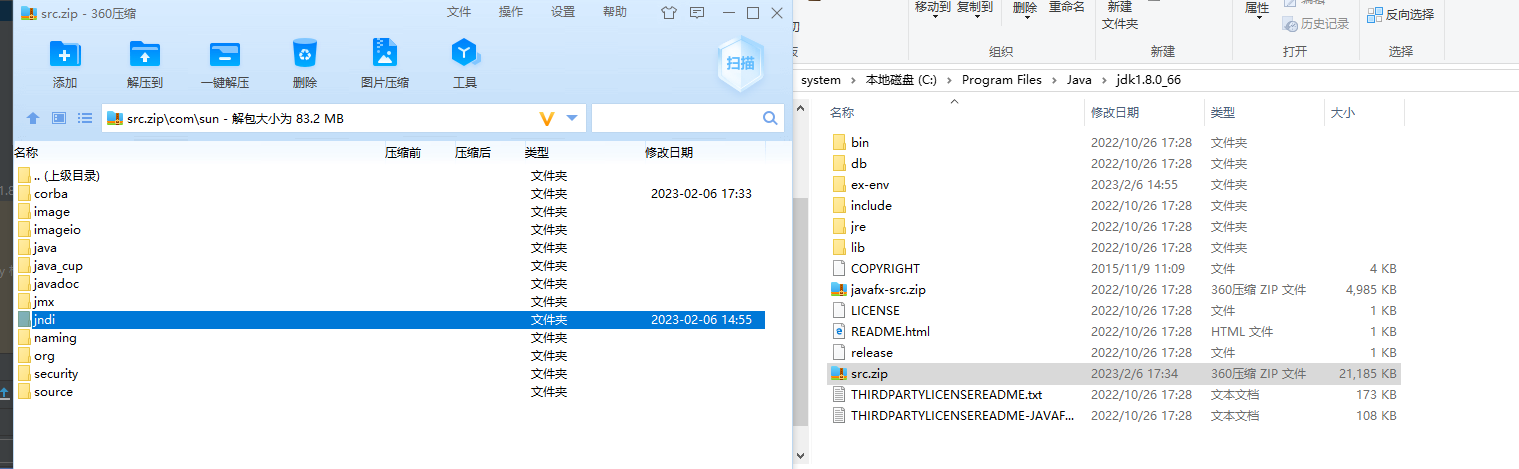 src.zip - 360压缩
文件 操作 设置 帮助
添加 解压到 一键解压 删除 图片压缩 工具 扫描
src.zip\com\sun - 解包大小为 83.2 MB
名称 压缩前 压缩后 类型 修改日期
.. (上级目录) 文件夹
corba 文件夹 2023-02-06 17:33
image 文件夹
imageio 文件夹
java 文件夹
java_cup 文件夹
javadoc 文件夹
jmx 文件夹
jndi 文件夹 2023-02-06 14:55
naming 文件夹
org 文件夹
security 文件夹
source 文件夹
移动到 复制到 删除 重命名 新建
文件夹 属性 历史记录 反向选择
组织 新建 打开 选择
system › 本地磁盘 (C:) › Program Files › Java › jdk1.8.0_66
名称 修改日期 类型 大小
bin 2022/10/26 17:28 文件夹
db 2022/10/26 17:28 文件夹
ex-env 2023/2/6 14:55 文件夹
include 2022/10/26 17:28 文件夹
jre 2022/10/26 17:28 文件夹
lib 2022/10/26 17:28 文件夹
COPYRIGHT 2015/11/9 11:09 文件 4 KB
javafx-src.zip 2022/10/26 17:28 360压缩 ZIP 文件 4,985 KB
LICENSE 2022/10/26 17:28 文件 1 KB
README.html 2022/10/26 17:28 HTML 文件 1 KB
release 2022/10/26 17:28 文件 1 KB
src.zip 2023/2/6 17:34 360压缩 ZIP 文件 21,185 KB
THIRDPARTYLICENSEREADME.txt 2022/10/26 17:28 文本文档 173 KB
THIRDPARTYLICENSEREADME-JAVAF... 2022/10/26 17:28 文本文档 108 KB